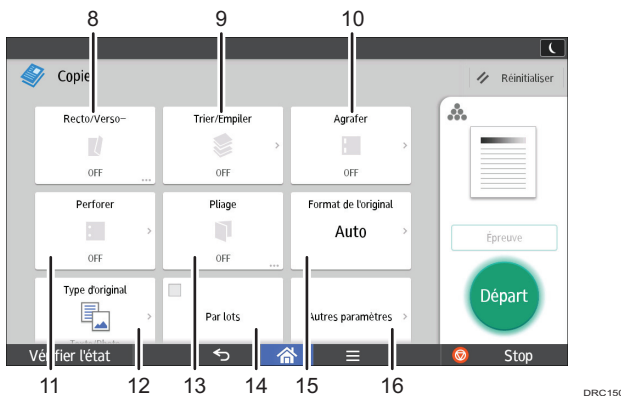 8 9 10
Copie
Réinitialiser
Recto/Verso- Trier/Empiler Agrafer
OFF OFF OFF
Perforer Pliage Format de l'original
Auto
OFF OFF
Épreuve
Type d'original
Départ
Par lots Autres paramètres
Vérifier l'état Stop
11 12 13 14 15 16